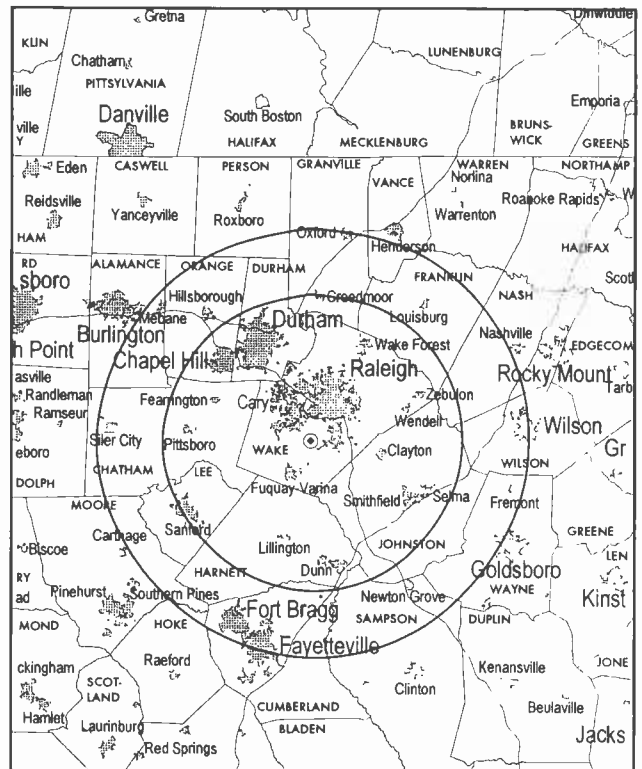 Gretna
Dinwiddie
KLIN
Chatham
LUNENBURG
PITTSYLVANIA
ille
Danville
South Boston
Emporia
ville
Y
HALIFAX
MECKLENBURG
BRUNS-
WICK
GREENS
Eden
CASWELL
PERSON
GRANVILLE
WARREN
NORTHAMP
Norlina
VANCE
Reidsville
Yanceyville
Roxboro
Warrenton
Roanoke Rapids
W
HAM
Oxford
Henderson
HALIFAX
RD
ALAMANCE
ORANGE
DURHAM
FRANKLIN
Scotl
sboro
Hillsborough
Creedmoor
NASH
Mebane
Durham
Louisburg
Burlington
Nashville
h Point
Chapel Hill
Wake Forest
EDGECOM
Raleigh
Rocky Mount
asville
Randleman
Fearrington
Cary
Zebulon
Tarb
Ramseur
Wendell
Siler City
Pittsboro
Wilson
eboro
WAKE
Clayton
Gr
CHATHAM
LEE
WILSON
DOLPH
Fuquay Varina
Smithfield
Selma
Fremont
MOORE
Sanford
GREENE
Carthage
Biscoe
Lillington
JOHNSTON
LEN
RY
HARNETT
Dunn
Goldsboro
ad
Pinehurst
Southern Pines
Newton Grove
WAYNE
Kinst
MOND
HOKE
Fort Bragg
SAMPSON
DUPLIN
Fayetteville
JONE
ckingham
Raeford
Kenansville
SCOT-
LAND
Clinton
Hamlet
CUMBERLAND
Beulaville
Laurinburg
BLADEN
Jacks
Red Springs